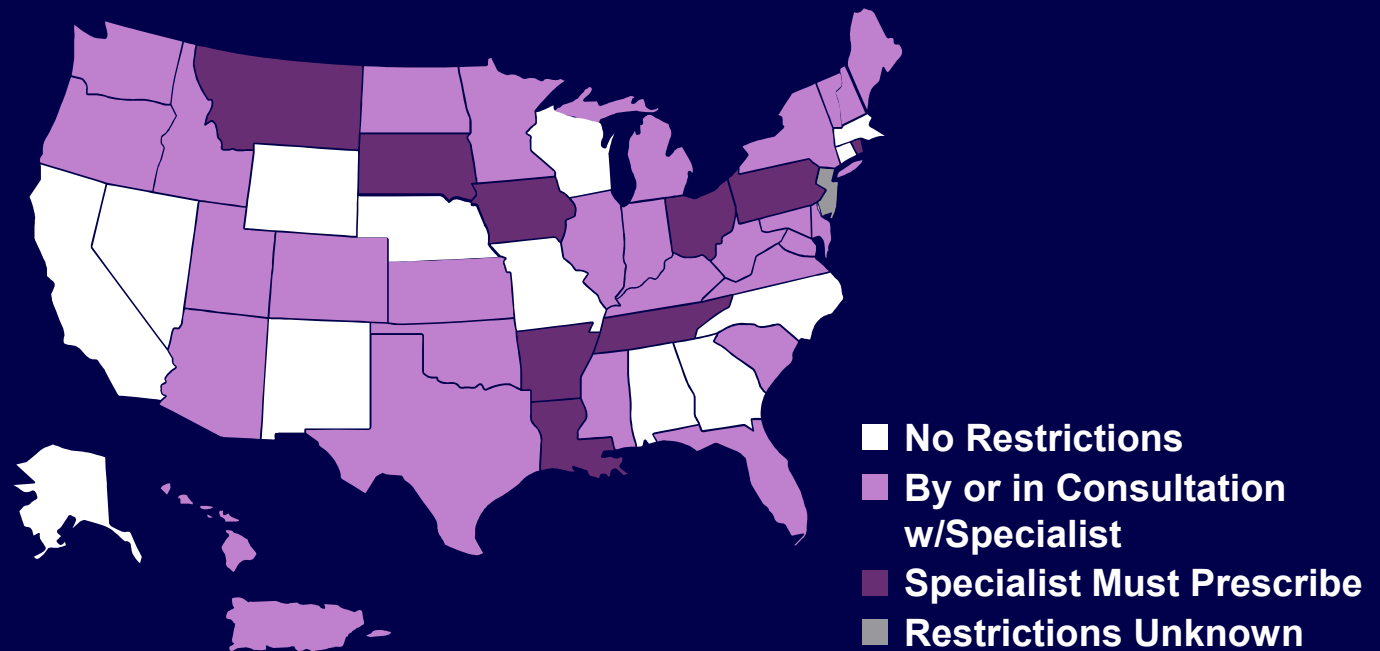 No Restrictions
By or in Consultation
w/Specialist
Specialist Must Prescribe
Restrictions Unknown